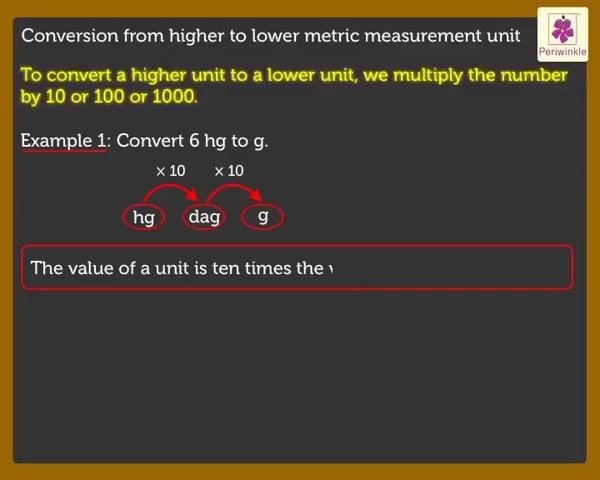 Conversion from higher to lower metric measurement unit
Periwinkle
To convert a higher unit to a lower unit, we multiply the number
by 10 or 100 or 1000.
Example 1: Convert 6 hg to g.
x 10 x 10
hg dag g
The value of a unit is ten times the